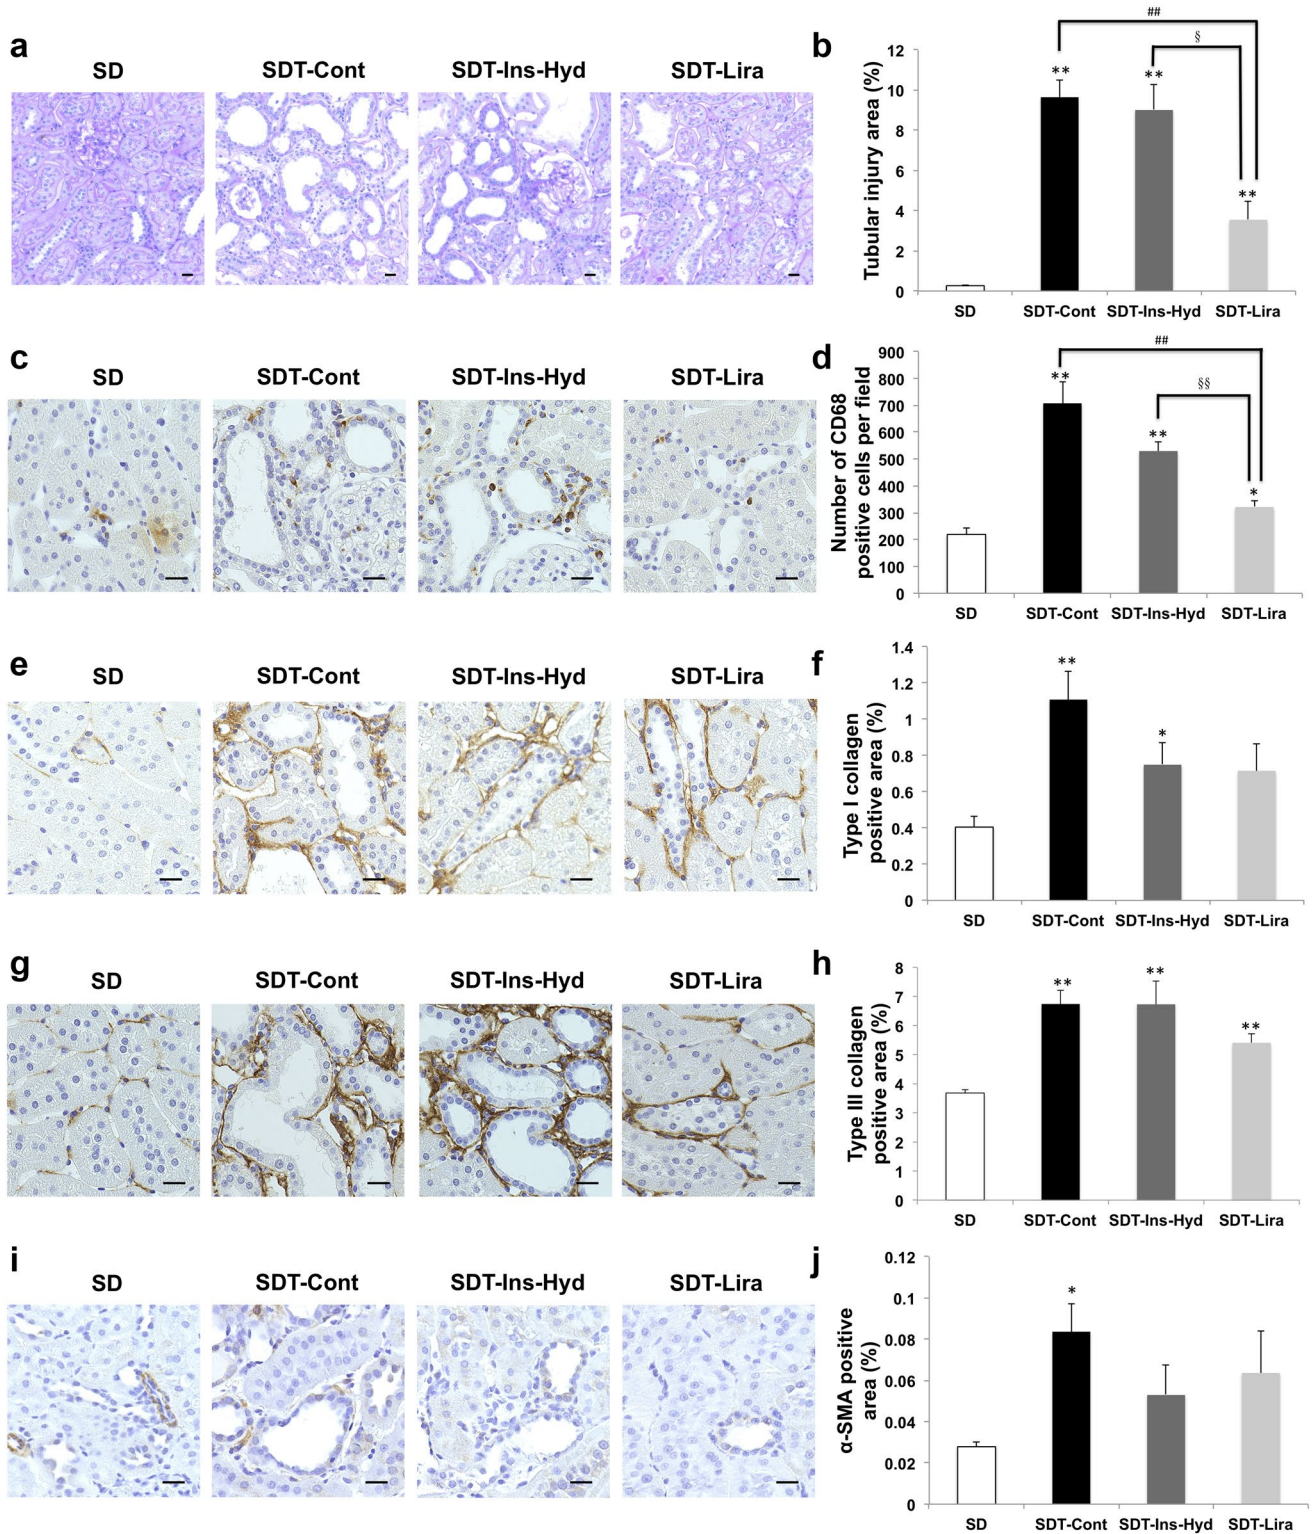 a
SD
SDT-Cont
SDT-Ins-Hyd
SDT-Lira
b
Tubular injury area (%)
12
10
8
6
4
2
0
**
**
**
##
§
SD
SDT-Cont
SDT-Ins-Hyd
SDT-Lira
c
SD
SDT-Cont
SDT-Ins-Hyd
SDT-Lira
d
Number of CD68
positive cells per field
900
800
700
600
500
400
300
200
100
0
**
**
*
##
§§
SD
SDT-Cont
SDT-Ins-Hyd
SDT-Lira
e
SD
SDT-Cont
SDT-Ins-Hyd
SDT-Lira
f
Type I collagen
positive area (%)
1.4
1.2
1
0.8
0.6
0.4
0.2
0
**
*
SD
SDT-Cont
SDT-Ins-Hyd
SDT-Lira
g
SD
SDT-Cont
SDT-Ins-Hyd
SDT-Lira
h
Type III collagen
positive area (%)
8
7
6
5
4
3
2
1
0
**
**
**
SD
SDT-Cont
SDT-Ins-Hyd
SDT-Lira
i
SD
SDT-Cont
SDT-Ins-Hyd
SDT-Lira
j
α-SMA positive
area (%)
0.12
0.1
0.08
0.06
0.04
0.02
0
*
SD
SDT-Cont
SDT-Ins-Hyd
SDT-Lira